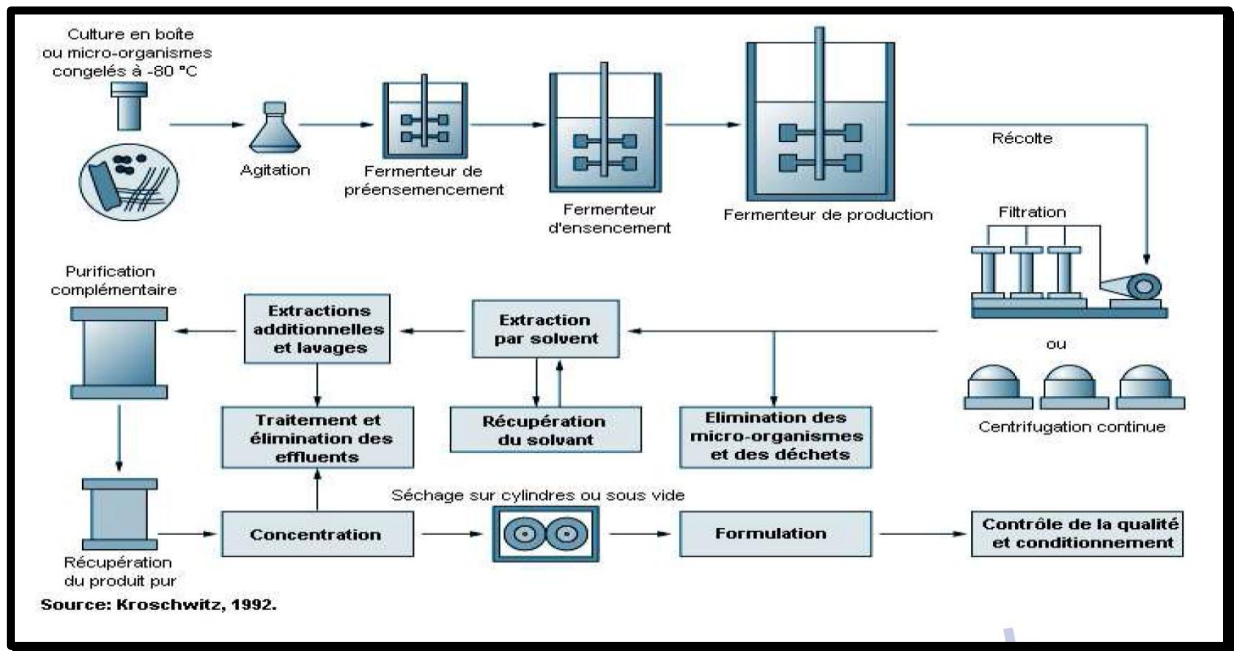 Culture en boîte
ou micro-organismes
congelés à -80 °C
Agitation
Fermenteur de
préensemencement
Fermenteur
d'ensencement
Fermenteur de production
Récolte
Filtration
ou
Centrifugation continue
Purification
complémentaire
Extractions
additionnelles
et lavages
Extraction
par solvent
Traitement et
élimination des
effluents
Récupération
du solvant
Elimination des
micro-organismes
et des déchets
Récupération
du produit pur
Concentration
Séchage sur cylindres ou sous vide
Formulation
Contrôle de la qualité
et conditionnement
Source: Kroschwitz, 1992.